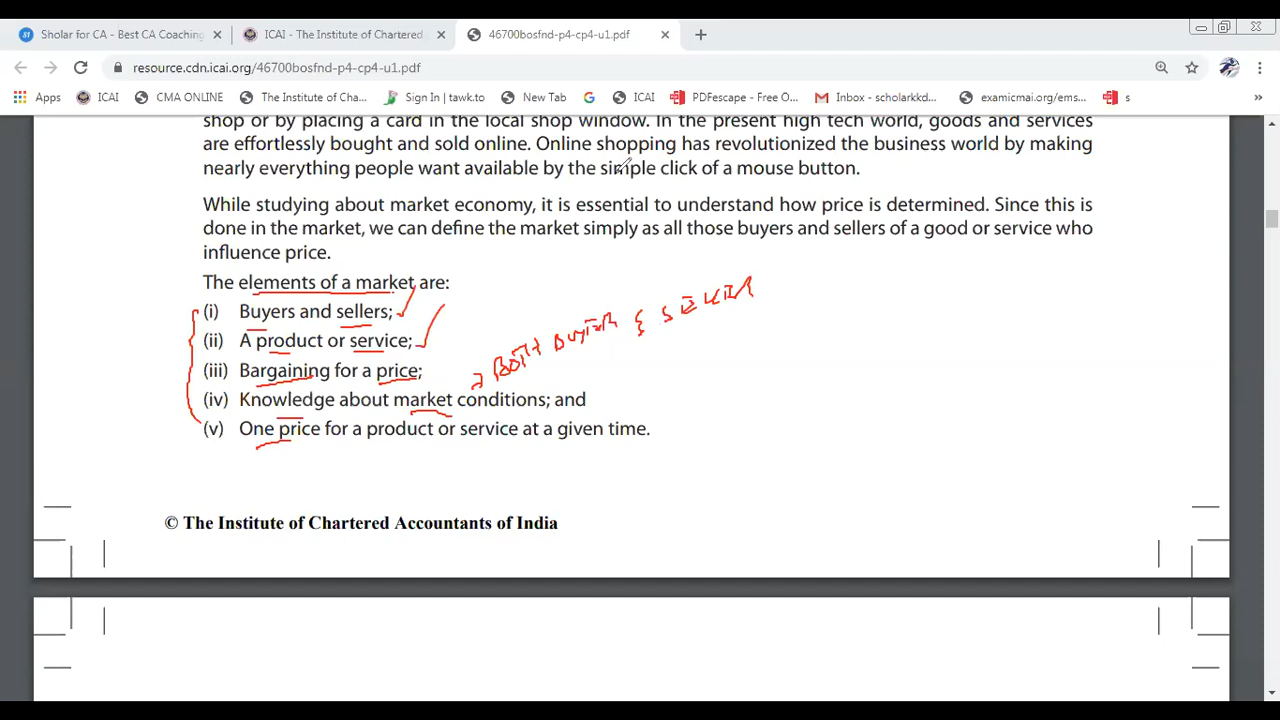 Sholar for CA - Best CA Coaching
ICAI - The Institute of Chartered
46700bosfnd-p4-cp4-u1.pdf
resource.cdn.icai.org/46700bosfnd-p4-cp4-u1.pdf
Apps ICAI CMA ONLINE The Institute of Cha... Sign In | tawk.to New Tab ICAI PDFescape - Free O... Inbox - scholarkkd... examicmai.org/ems... s »
shop or by placing a card in the local shop window. In the present high tech world, goods and services
are effortlessly bought and sold online. Online shopping has revolutionized the business world by making
nearly everything people want available by the simple click of a mouse button.
While studying about market economy, it is essential to understand how price is determined. Since this is
done in the market, we can define the market simply as all those buyers and sellers of a good or service who
influence price.
The elements of a market are:
(i) Buyers and sellers;
(ii) A product or service;
(iii) Bargaining for a price;
BOTH BUYER & SELLER
(iv) Knowledge about market conditions; and
(v) One price for a product or service at a given time.
© The Institute of Chartered Accountants of India